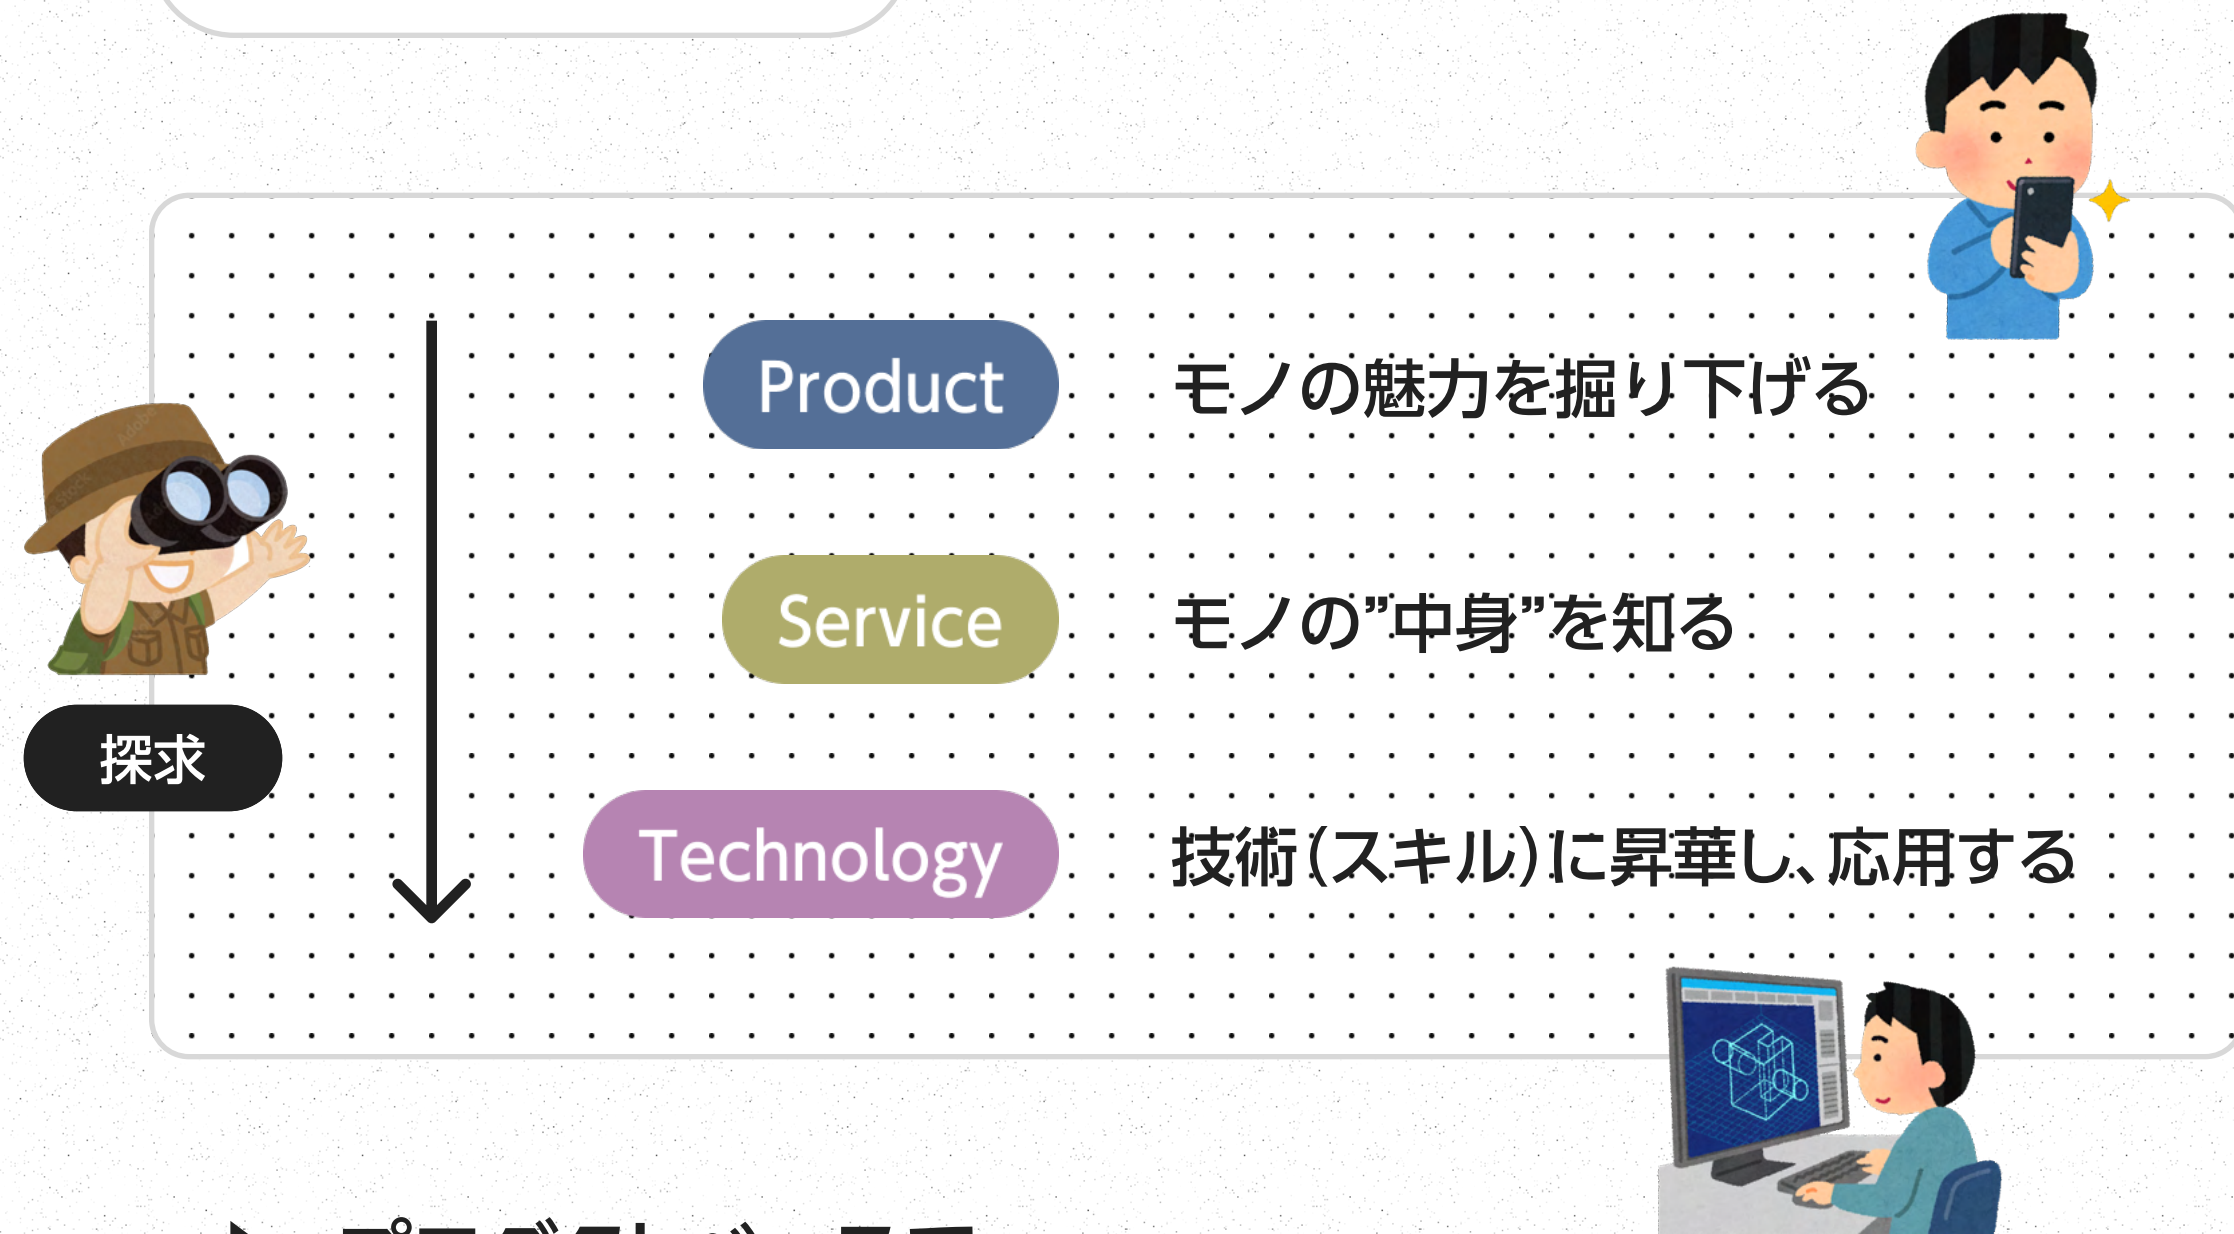 Product
モノの魅力を掘り下げる
Service
モノの”中身”を知る
探求
Technology
技術（スキル）に昇華し、応用する